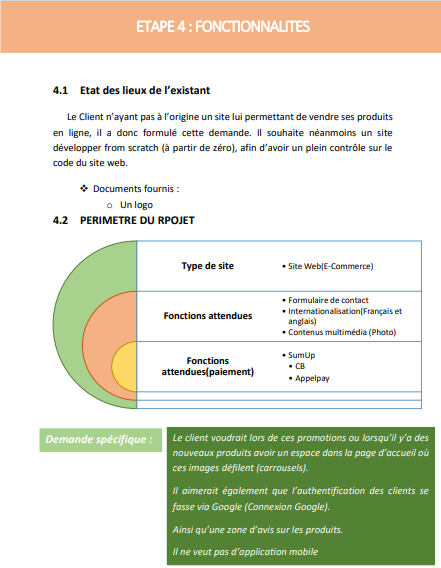 ETAPE 4 : FONCTIONNALITES
4.1 Etat des lieux de l'existant
Le Client n'ayant pas à l'origine un site lui permettant de vendre ses produits
en ligne, il a donc formulé cette demande. Il souhaite néanmoins un site
développer from scratch (à partir de zéro), afin d'avoir un plein contrôle sur le
code du site web.
❖ Documents fournis :
o Un logo
4.2 PERIMETRE DU RPOJET
Type de site
• Site Web(E-Commerce)
Fonctions attendues
• Formulaire de contact
• Internationalisation(Français et
anglais)
• Contenus multimédia (Photo)
Fonctions
attendues(paiement)
• SumUp
• CB
• Appelpay
Demande spécifique :
Le client voudrait lors de ces promotions ou lorsqu'il y'a des
nouveaux produits avoir un espace dans la page d'accueil où
ces images défilent (carrousels).
Il aimerait également que l'authentification des clients se
fasse via Google (Connexion Google).
Ainsi qu'une zone d'avis sur les produits.
Il ne veut pas d'application mobile